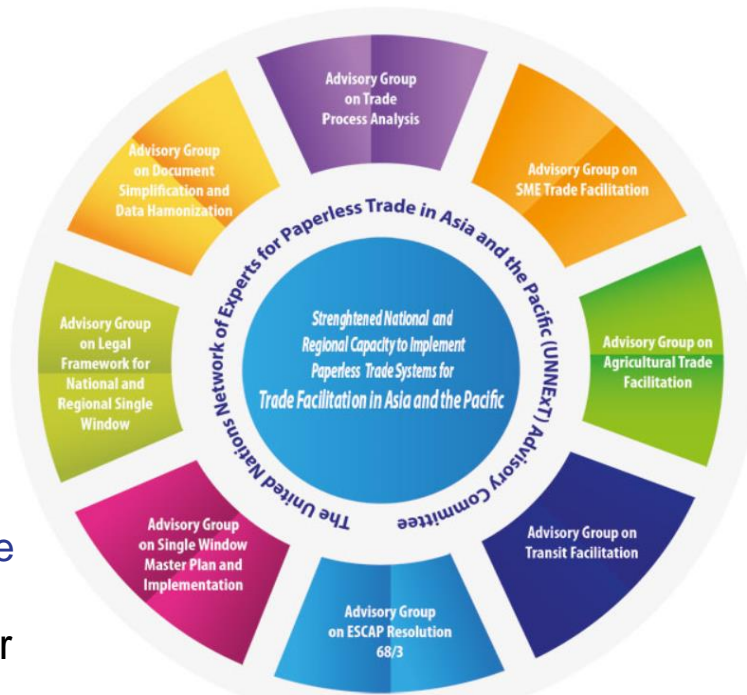 Advisory Group
on Trade
Process Analysis
Advisory Group on
SME Trade Facilitation
Advisory Group on
Agricultural Trade
Facilitation
Advisory Group on
Transit Facilitation
Advisory Group
on ESCAP Resolution
68/3
Advisory Group
on Single Window
Master Plan and
Implementation
Advisory Group
on Legal
Framework for
National and
Regional Single
Window
Advisory Group
on Document
Simplification and
Data Hamonization
The United Nations Network of Experts for Paperless Trade in Asia and the Pacific (UNNExT) Advisory Committee
Strenghtened National and
Regional Capacity to Implement
Paperless Trade Systems for
Trade Facilitation in Asia and the Pacific